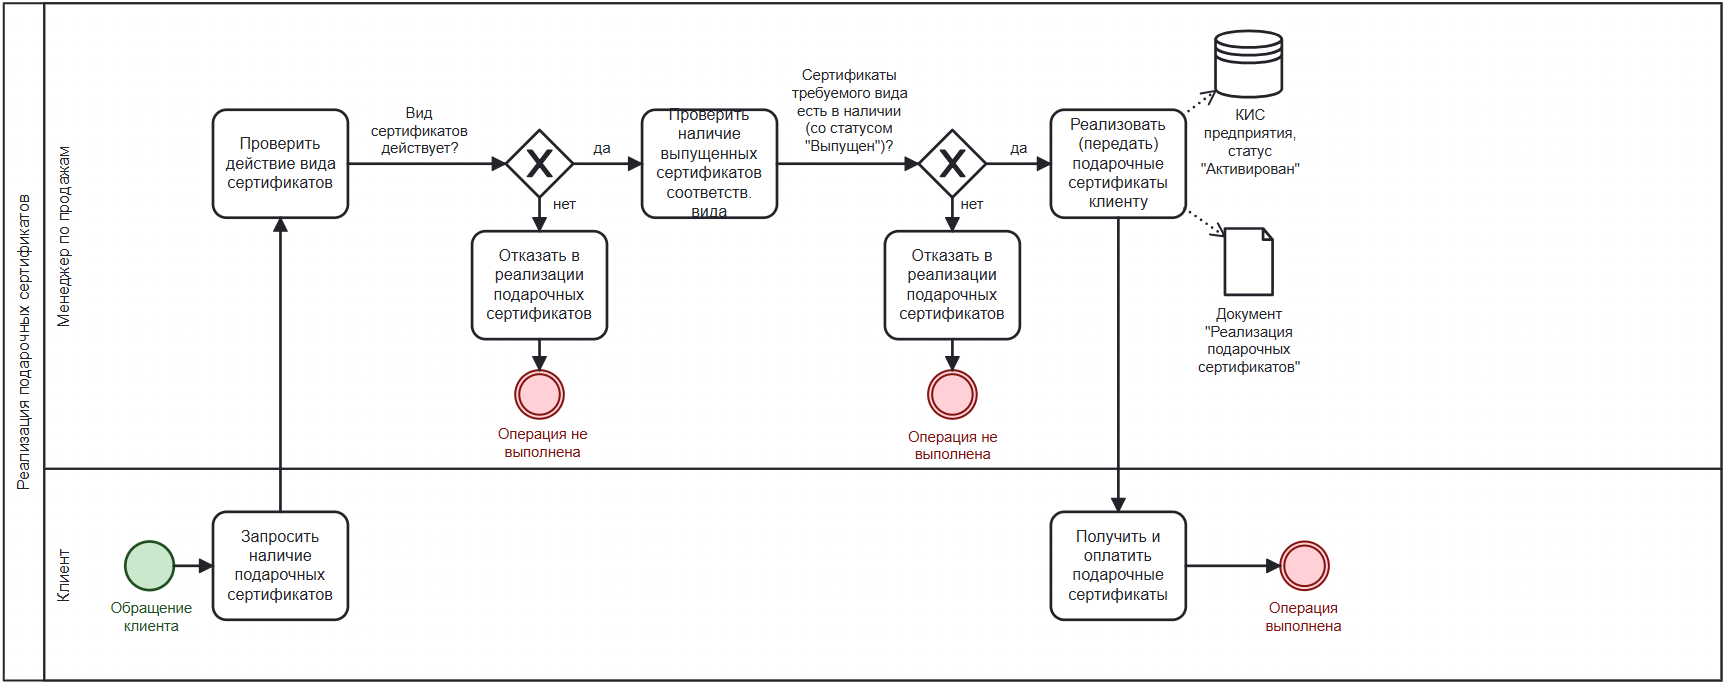 Реализация подарочных сертификатов
Менеджер по продажам
Проверить
действие вида
сертификатов
Вид
сертификатов
действует?
да
нет
Отказать в
реализации
подарочных
сертификатов
Операция не
выполнена
Проверить
наличие
выпущенных
сертификатов
соответств.
вида
Сертификаты
требуемого вида
есть в наличии
(со статусом
"Выпущен")?
да
нет
Отказать в
реализации
подарочных
сертификатов
Операция не
выполнена
Реализовать
(передать)
подарочные
сертификаты
клиенту
КИС
предприятия,
статус
"Активирован"
Документ
"Реализация
подарочных
сертификатов"
Клиент
Обращение
клиента
Запросить
наличие
подарочных
сертификатов
Получить и
оплатить
подарочные
сертификаты
Операция
выполнена